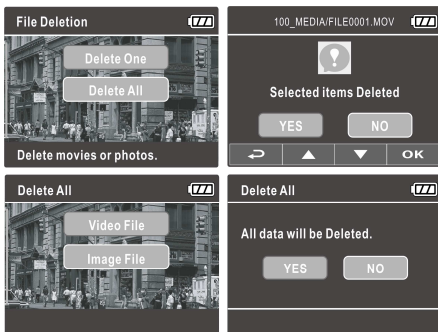 File Deletion
Delete One
Delete All
Delete movies or photos.
100_MEDIA/FILE0001.MOV
Selected items Deleted
YES NO
OK
Delete All
Video File
Image File
Delete All
All data will be Deleted.
YES NO